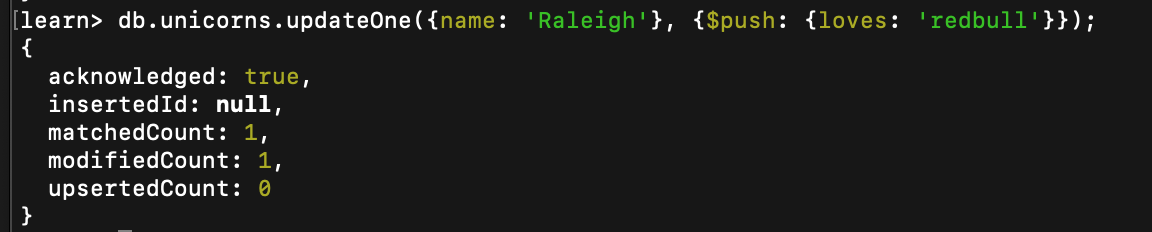 [learn> db.unicorns.updateOne({name: 'Raleigh'}, {$push: {loves: 'redbull'}});
{
  acknowledged: true,
  insertedId: null,
  matchedCount: 1,
  modifiedCount: 1,
  upsertedCount: 0
}